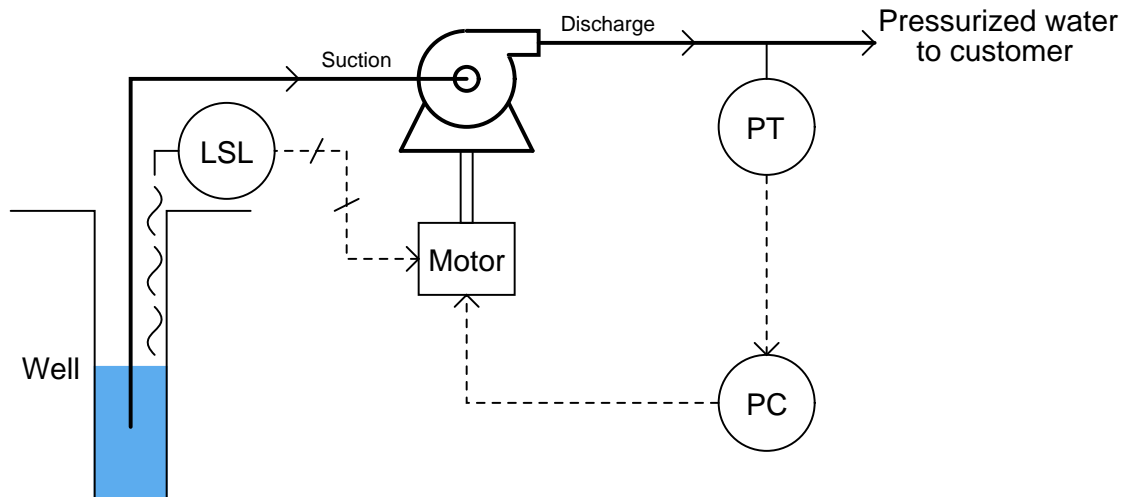 Discharge
Pressurized water
to customer
Suction
LSL
PT
Motor
Well
PC